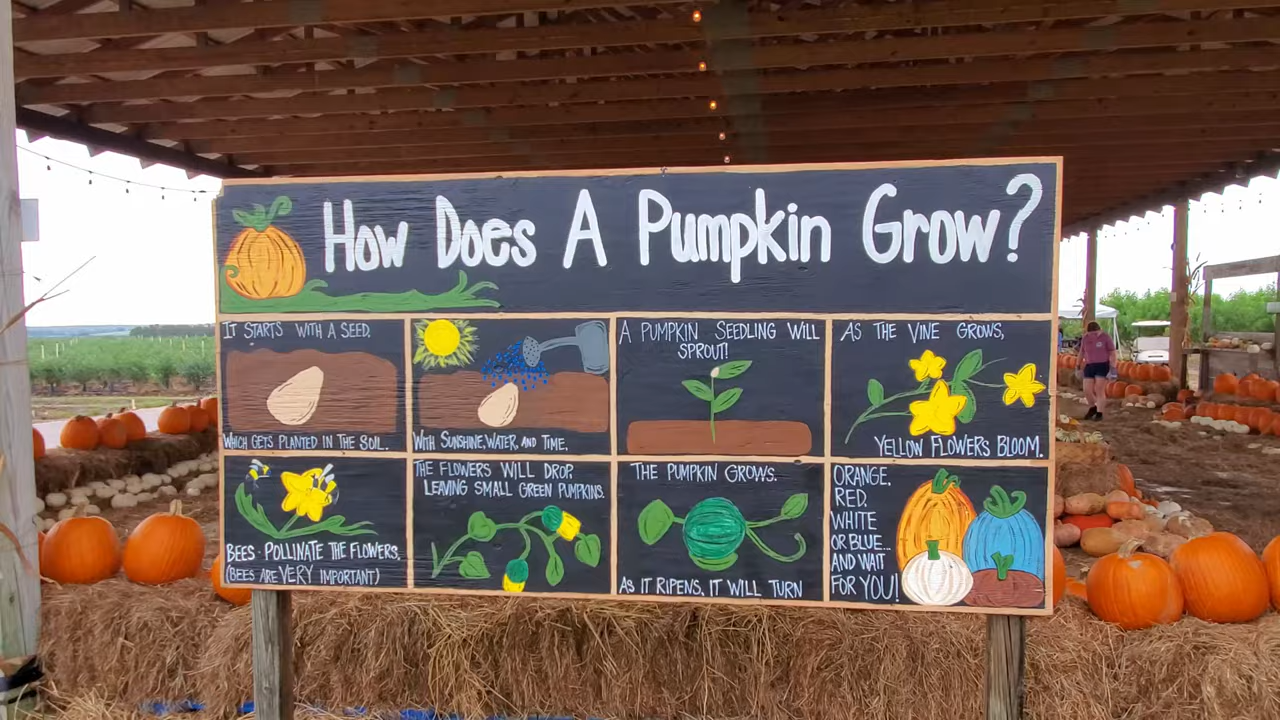 How Does A Pumpkin Grow?
IT STARTS WITH A SEED,
WHICH GETS PLANTED IN THE SOIL.
WITH SUNSHINE, WATER, AND TIME,
A PUMPKIN SEEDLING WILL
SPROUT!
AS THE VINE GROWS,
YELLOW FLOWERS BLOOM.
BEES POLLINATE THE FLOWERS,
(BEES ARE VERY IMPORTANT)
THE FLOWERS WILL DROP,
LEAVING SMALL GREEN PUMPKINS.
THE PUMPKIN GROWS..
AS IT RIPENS, IT WILL TURN
ORANGE,
RED,
WHITE
OR BLUE...
AND WAIT
FOR YOU!